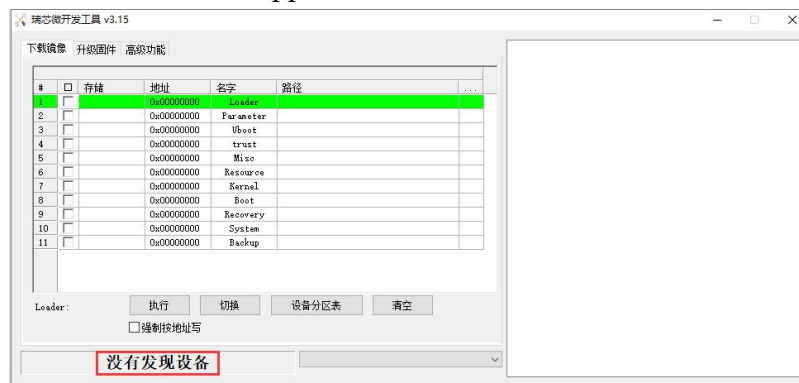 瑞芯微开发工具 v3.15
下载镜像 升级固件 高级功能
# 存储 地址 名字 路径 ...
1 0x00000000 Loader
2 0x00000000 Parameter
3 0x00000000 Uboot
4 0x00000000 trust
5 0x00000000 Misc
6 0x00000000 Resource
7 0x00000000 Kernel
8 0x00000000 Boot
9 0x00000000 Recovery
10 0x00000000 System
11 0x00000000 Backup
Loader: 执行 切换 设备分区表 清空
强制按地址写
没有发现设备